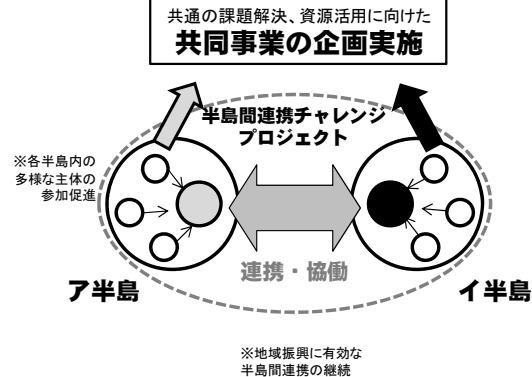 共通の課題解決、資源活用に向けた
共同事業の企画実施
半島間連携チャレンジ
プロジェクト
※各半島内の
多様な主体の
参加促進
連携・協働
ア半島
イ半島
※地域振興に有効な
半島間連携の継続